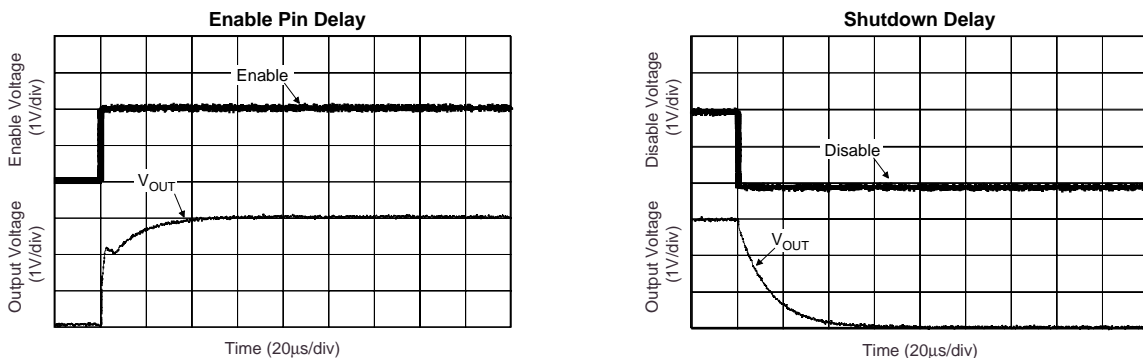 Enable Pin Delay
Enable Voltage
(1V/div)
Enable
VOUT
Output Voltage
(1V/div)
Time (20µs/div)
Shutdown Delay
Disable Voltage
(1V/div)
Disable
VOUT
Output Voltage
(1V/div)
Time (20µs/div)